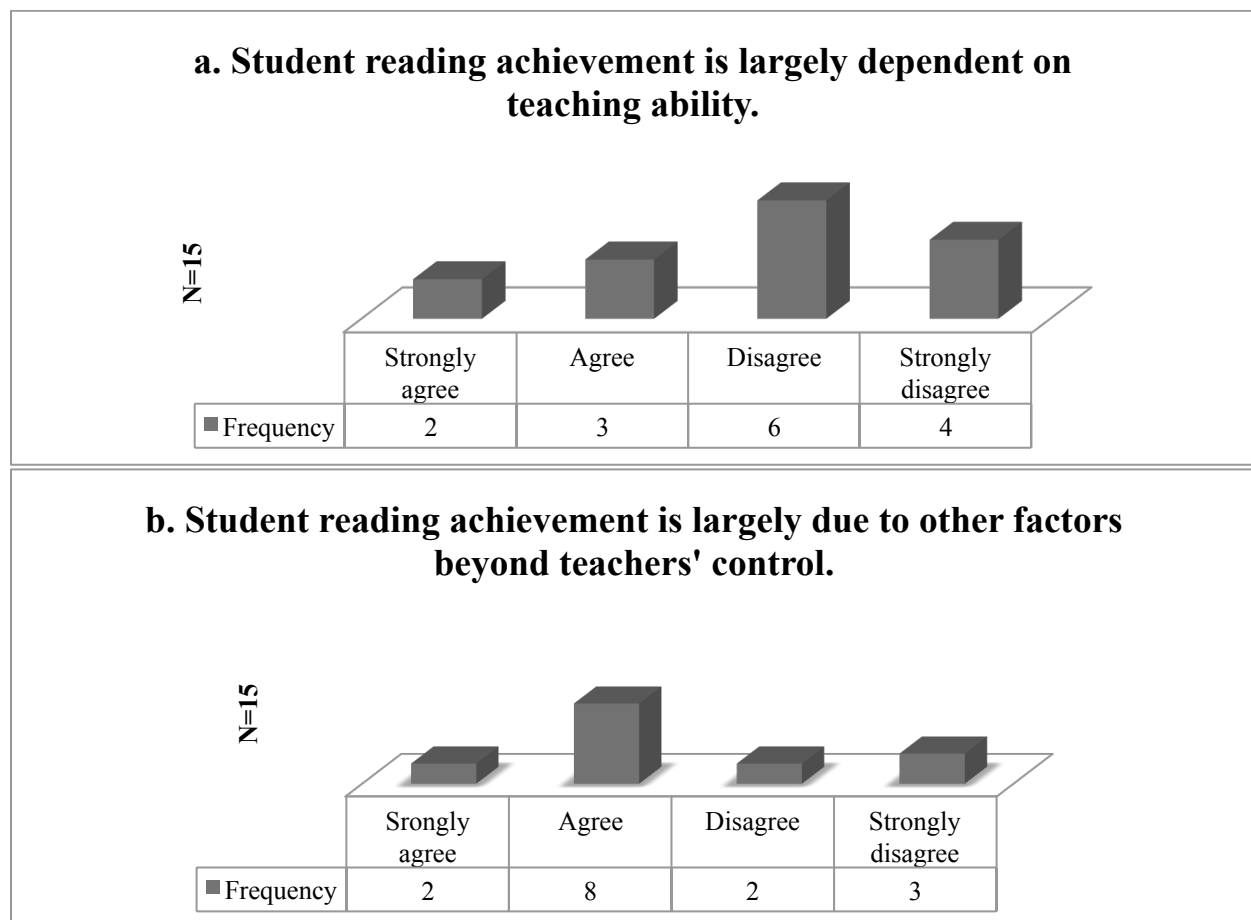 a. Student reading achievement is largely dependent on
teaching ability.
N=15
Strongly
agree
Agree
Disagree
Strongly
disagree
Frequency 2 3 6 4
b. Student reading achievement is largely due to other factors
beyond teachers' control.
N=15
Srongly
agree
Agree
Disagree
Strongly
disagree
Frequency 2 8 2 3